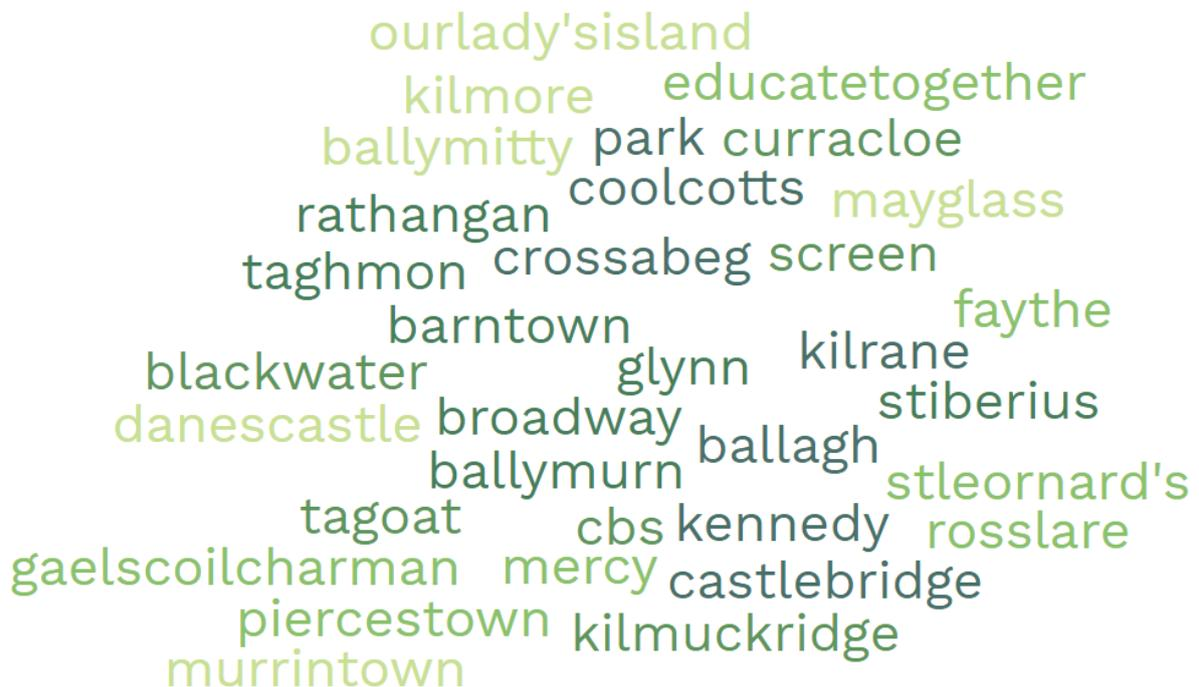 ourlady'sisland
kilmore educatetogether
ballymitty park curracloe
coolcotts mayglass
rathangan
crossabeg screen
taghmon
faythe
barntown
kilrane
blackwater glynn
stiberius
danescastle broadway
ballagh
ballymurn
stleornard's
tagoat cbs kennedy rosslare
gaelscoilcharman mercy castlebridge
piercestown kilmuckridge
murrintown